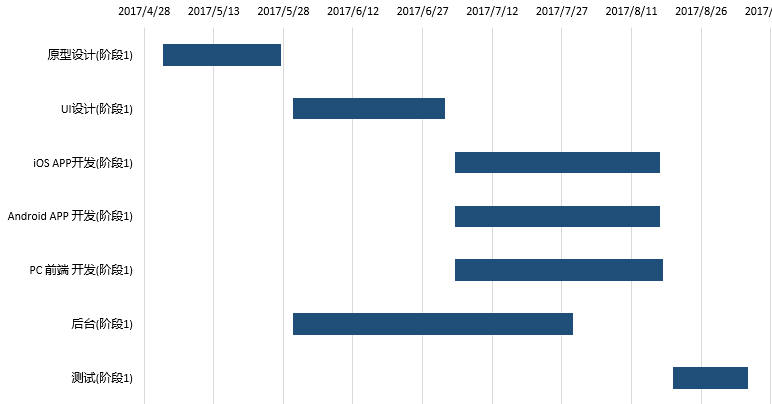 2017/4/28 2017/5/13 2017/5/28 2017/6/12 2017/6/27 2017/7/12 2017/7/27 2017/8/11 2017/8/26 2017/
原型设计(阶段1)
UI设计(阶段1)
iOS APP开发(阶段1)
Android APP 开发(阶段1)
PC 前端 开发(阶段1)
后台(阶段1)
测试(阶段1)